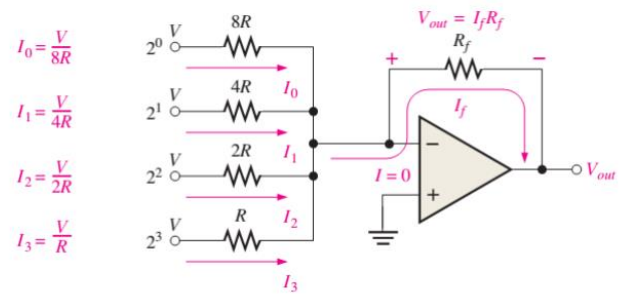 V_out = I_f R_f
I_0 = V/8R
2^0
V
8R
I_0
+
R_f
−
I_1 = V/4R
2^1
V
4R
I_1
I_f
I_2 = V/2R
2^2
V
2R
I_2
I = 0
−
+
V_out
I_3 = V/R
2^3
V
R
I_3